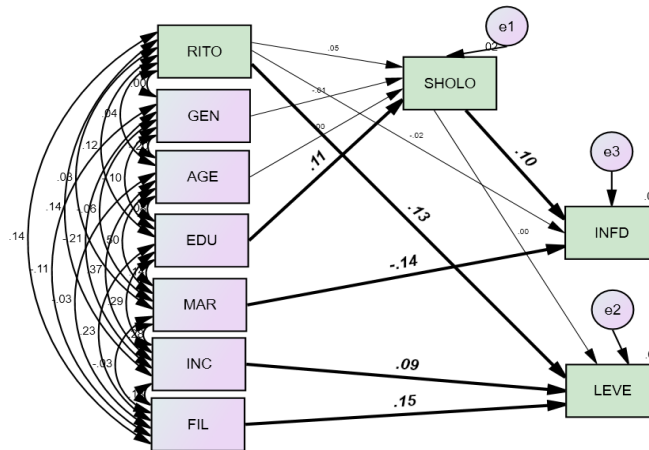 e1
RITO
.05
.02
SHOLO
.00
-.01
GEN
.04
-.02
e3
.00
.12
.11
.10
.10
AGE
.08
.14
-.06
.13
INFD
EDU
.14
-.21
.50
-.14
-.11
.37
e2
MAR
-.03
.29
.23
.09
INC
-.03
LEVE
.00
.15
FIL